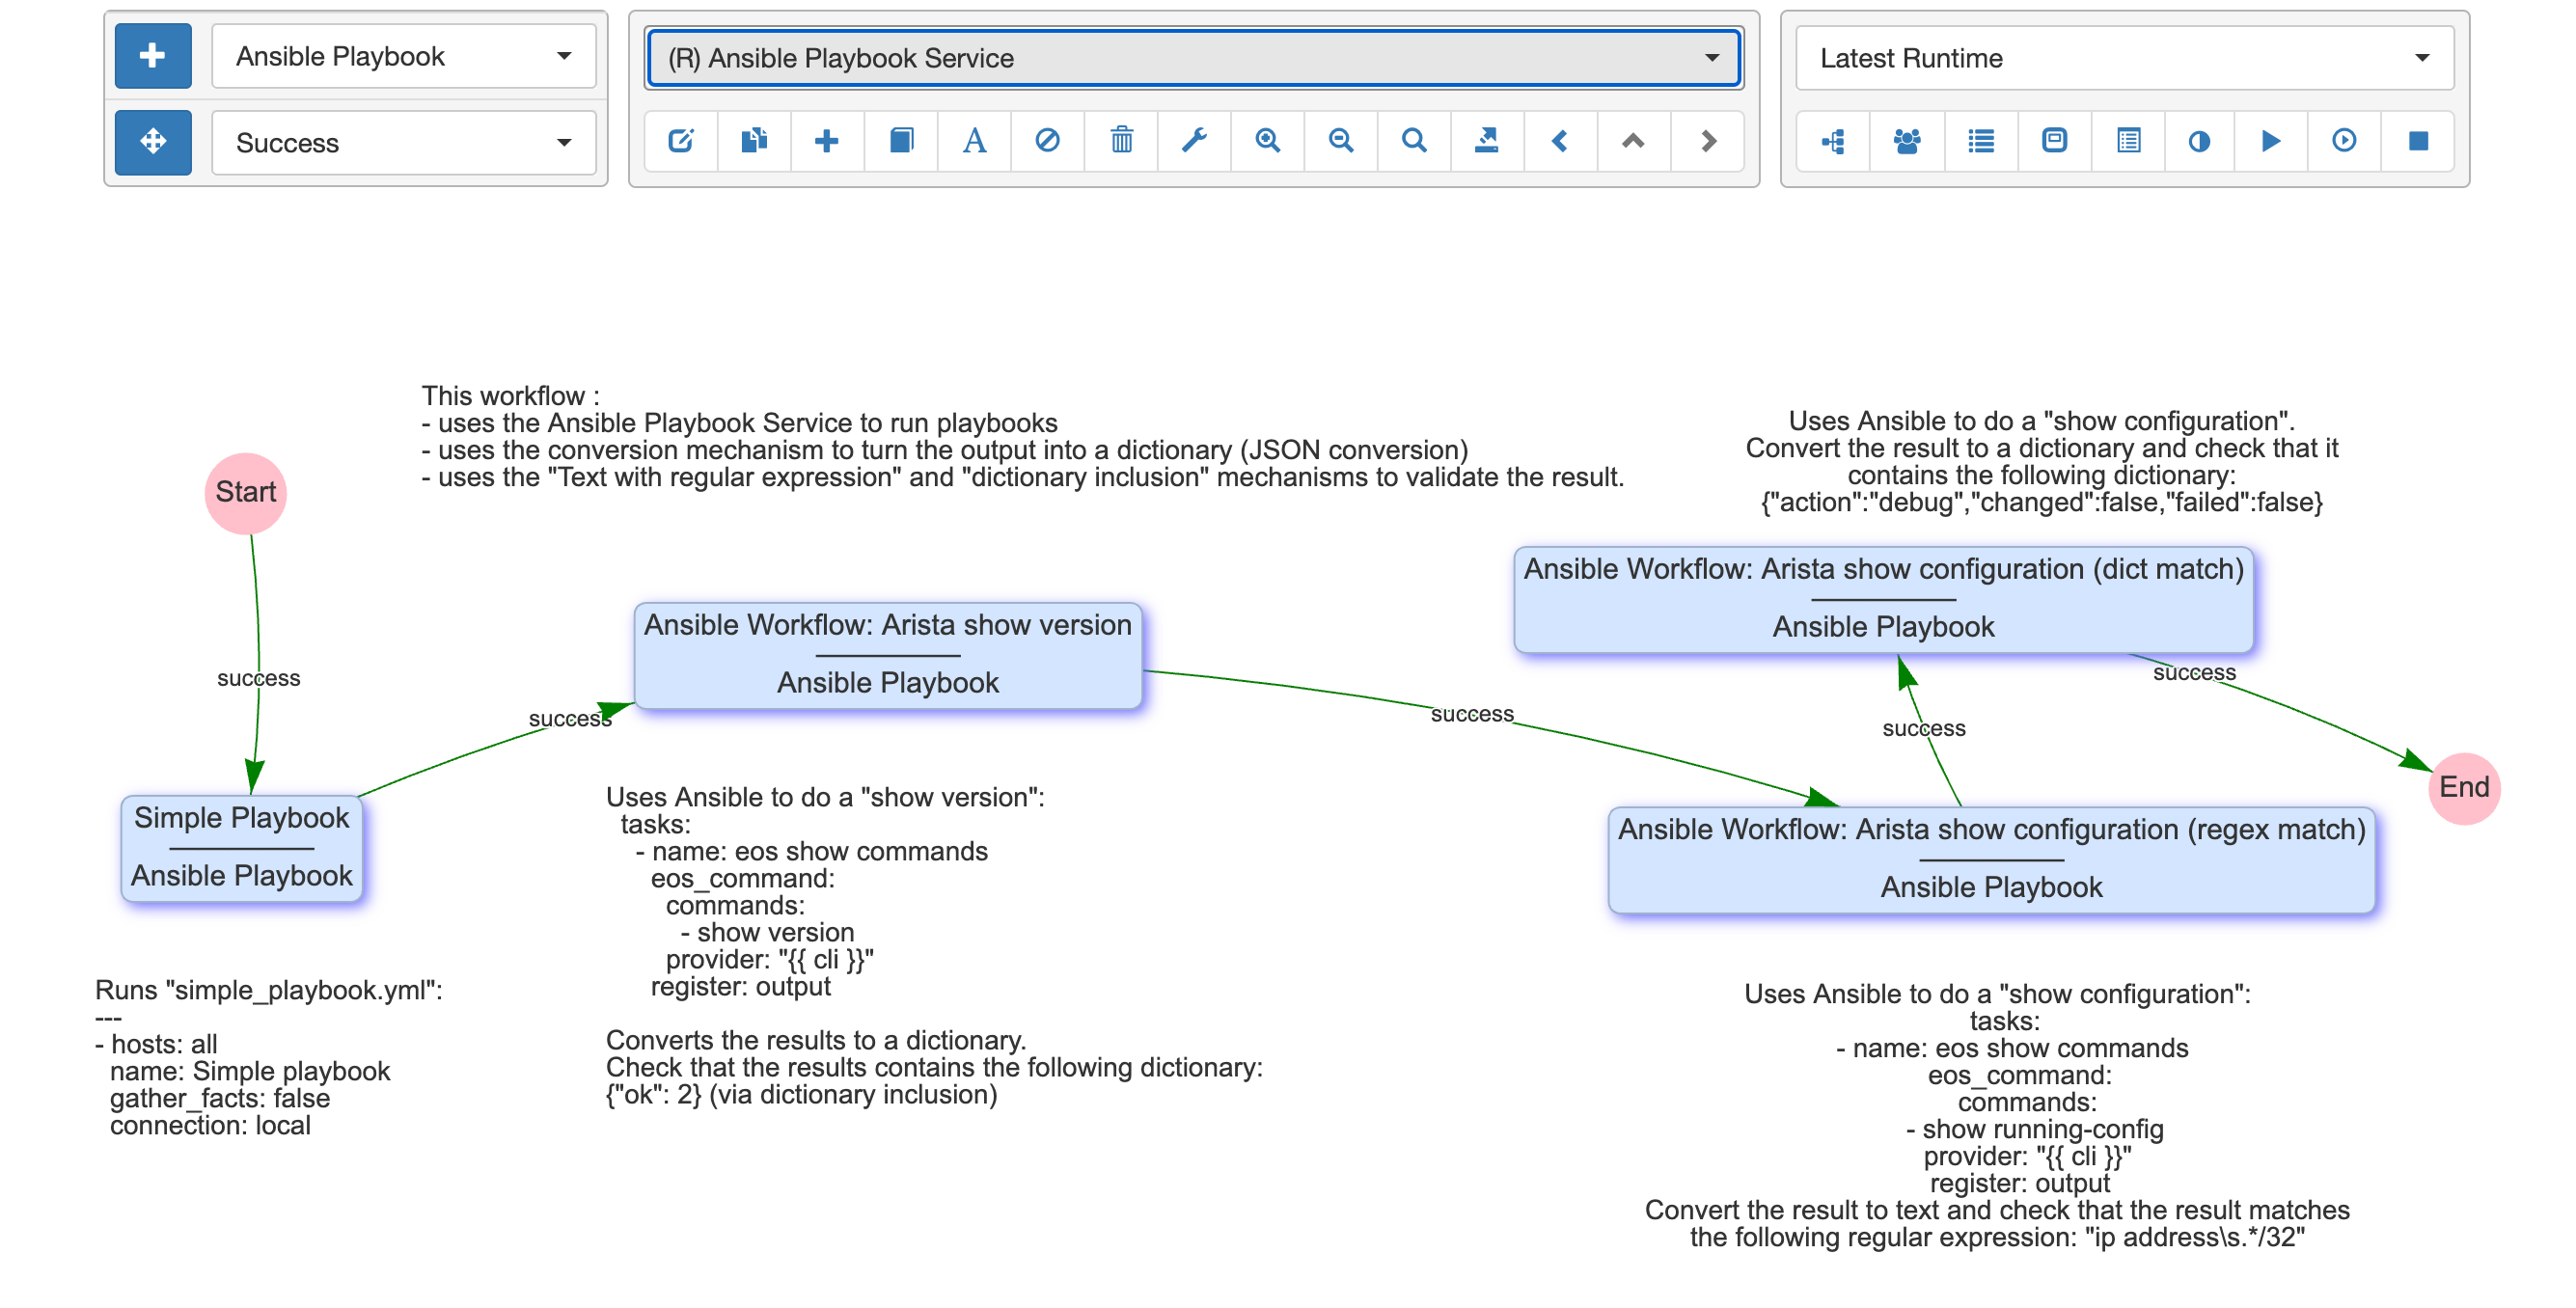 Ansible Playbook
(R) Ansible Playbook Service
Latest Runtime
Success
This workflow :
- uses the Ansible Playbook Service to run playbooks
- uses the conversion mechanism to turn the output into a dictionary (JSON conversion)
- uses the "Text with regular expression" and "dictionary inclusion" mechanisms to validate the result.
Uses Ansible to do a "show configuration".
Convert the result to a dictionary and check that it
contains the following dictionary:
{"action":"debug","changed":false,"failed":false}
Start
success
Simple Playbook
Ansible Playbook
success
Ansible Workflow: Arista show version
Ansible Playbook
success
Ansible Workflow: Arista show configuration (dict match)
Ansible Playbook
success
success
End
Ansible Workflow: Arista show configuration (regex match)
Ansible Playbook
Runs "simple_playbook.yml":
---
- hosts: all
name: Simple playbook
gather_facts: false
connection: local
Uses Ansible to do a "show version":
tasks:
- name: eos show commands
eos_command:
commands:
- show version
provider: "{{ cli }}"
register: output
Converts the results to a dictionary.
Check that the results contains the following dictionary:
{"ok": 2} (via dictionary inclusion)
Uses Ansible to do a "show configuration":
tasks:
- name: eos show commands
eos_command:
commands:
- show running-config
provider: "{{ cli }}"
register: output
Convert the result to text and check that the result matches
the following regular expression: "ip address\s.*/32"